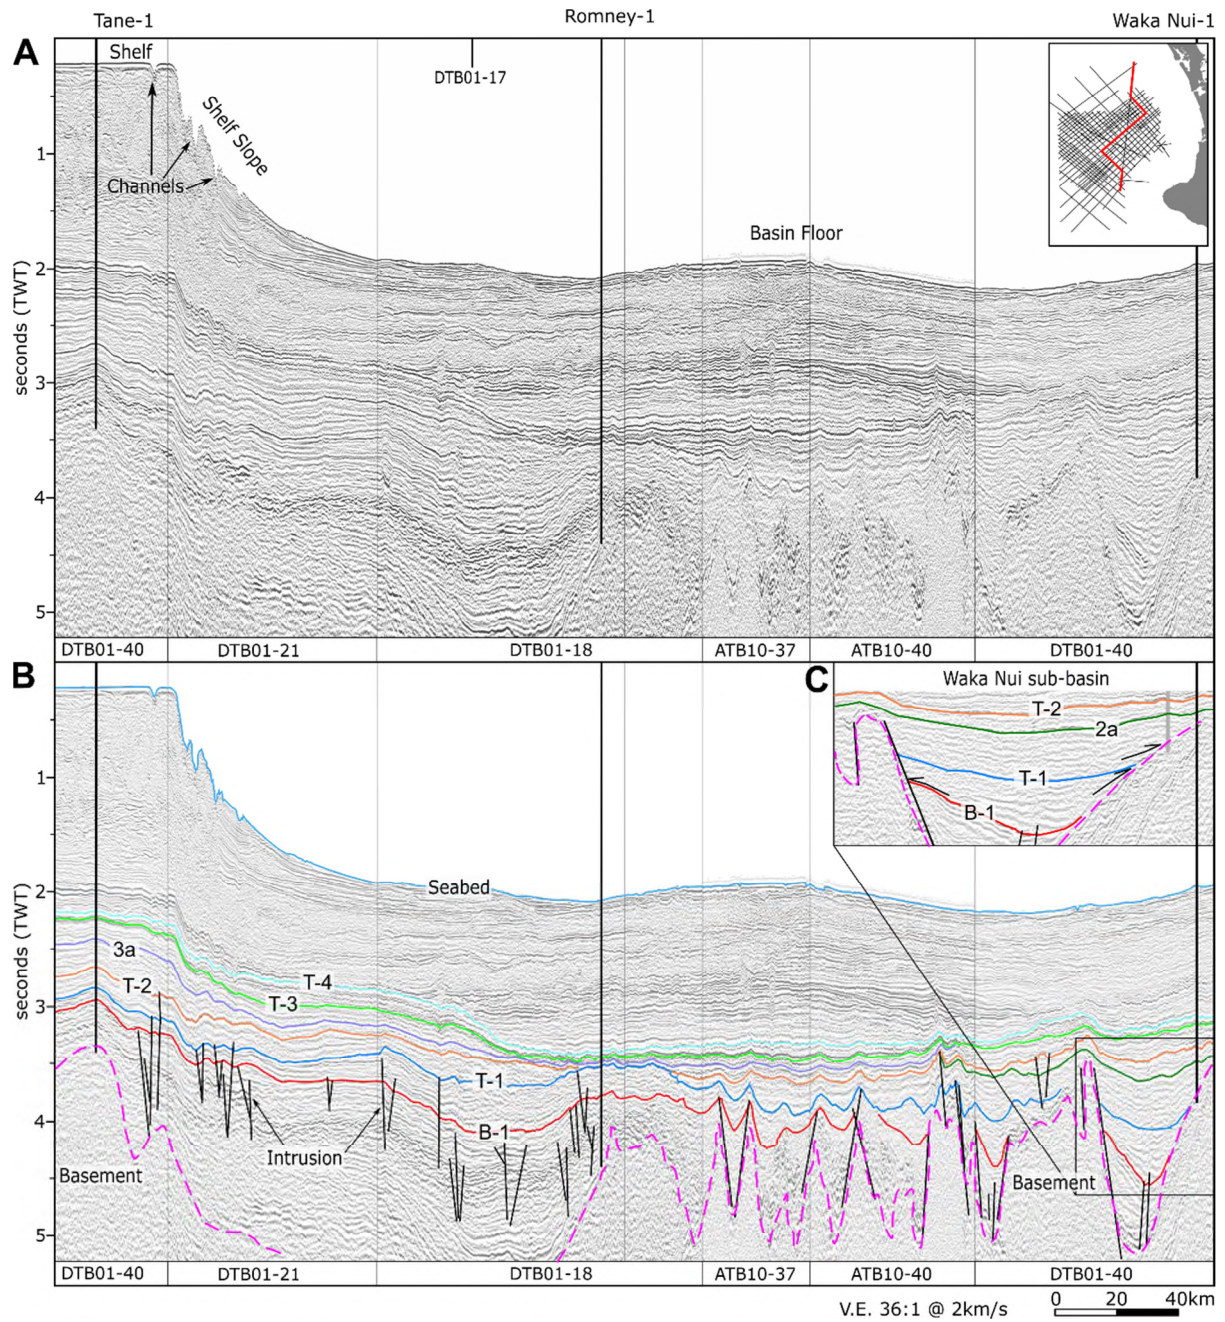 Tane-1
Romney-1
Waka Nui-1
A
Shelf
DTB01-17
Shelf Slope
Channels
Basin Floor
1
2
3
4
5
seconds (TWT)
DTB01-40
DTB01-21
DTB01-18
ATB10-37
ATB10-40
DTB01-40
B
C
Waka Nui sub-basin
T-2
2a
T-1
B-1
1
2
3
4
5
seconds (TWT)
Seabed
3a
T-4
T-2
T-3
T-1
B-1
Intrusion
Basement
Basement
DTB01-40
DTB01-21
DTB01-18
ATB10-37
ATB10-40
DTB01-40
V.E. 36:1 @ 2km/s
0 20 40km